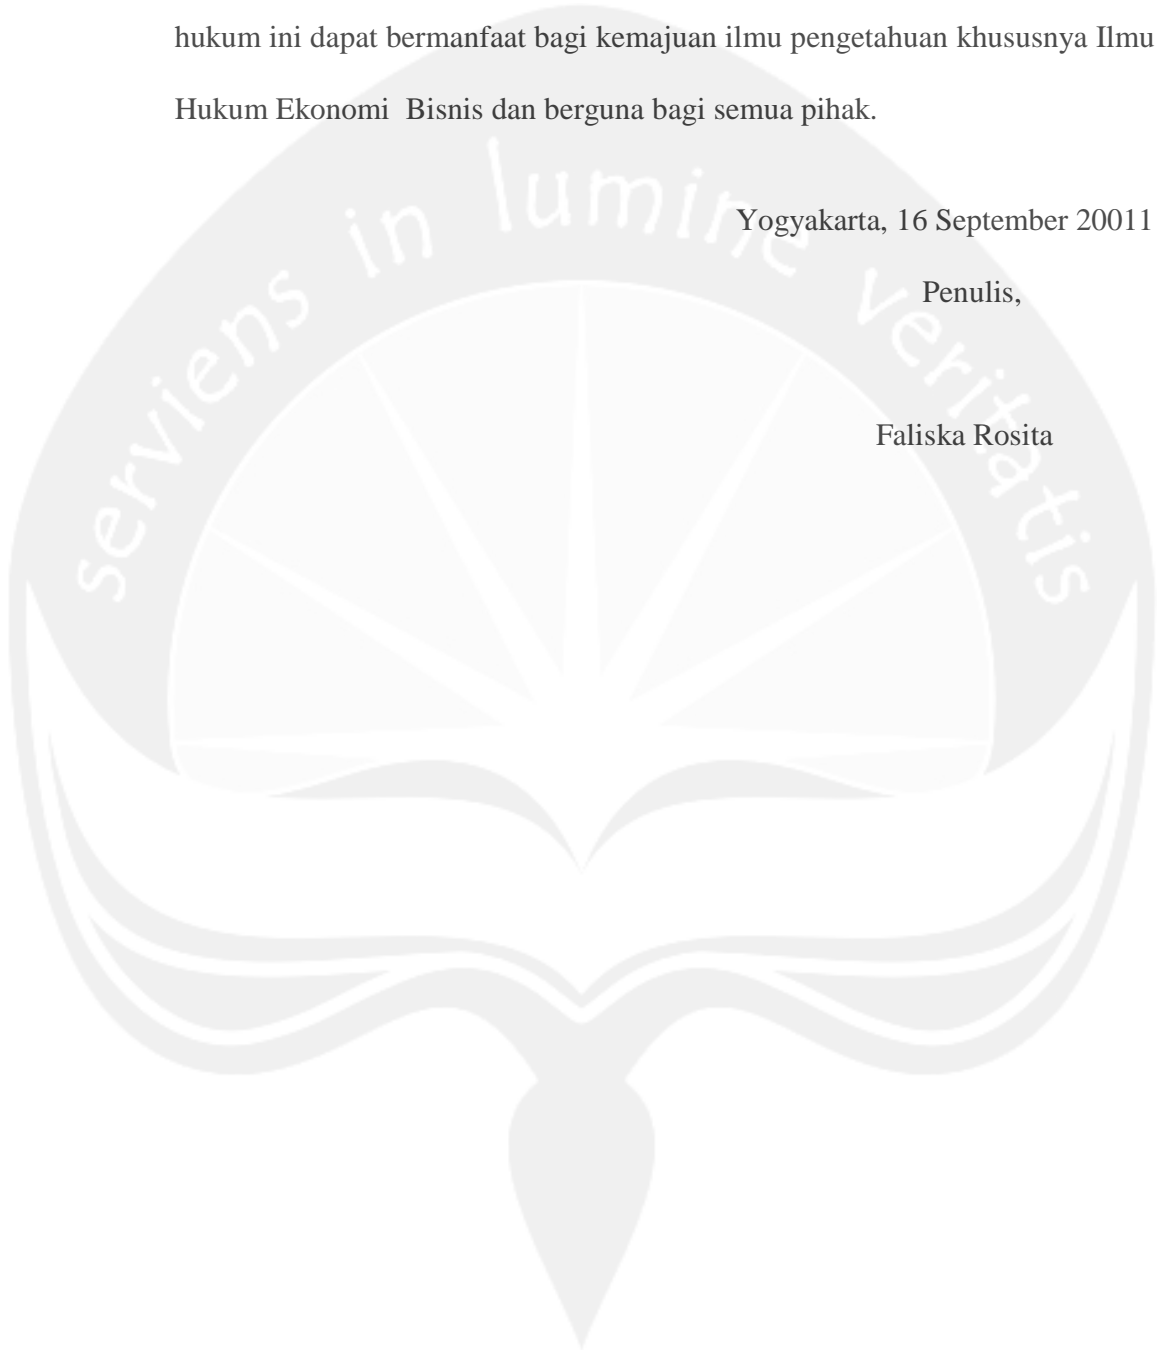 hukum ini dapat bermanfaat bagi kemajuan ilmu pengetahuan khususnya Ilmu
Hukum Ekonomi  Bisnis dan berguna bagi semua pihak.
serviens in lumine veritatis
Yogyakarta, 16 September 20011
Penulis,
Faliska Rosita